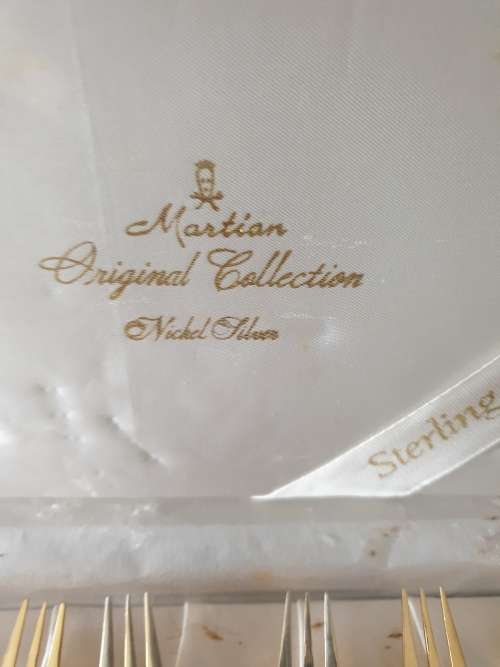 Martian
Original Collection
Nickel Silver
Sterling